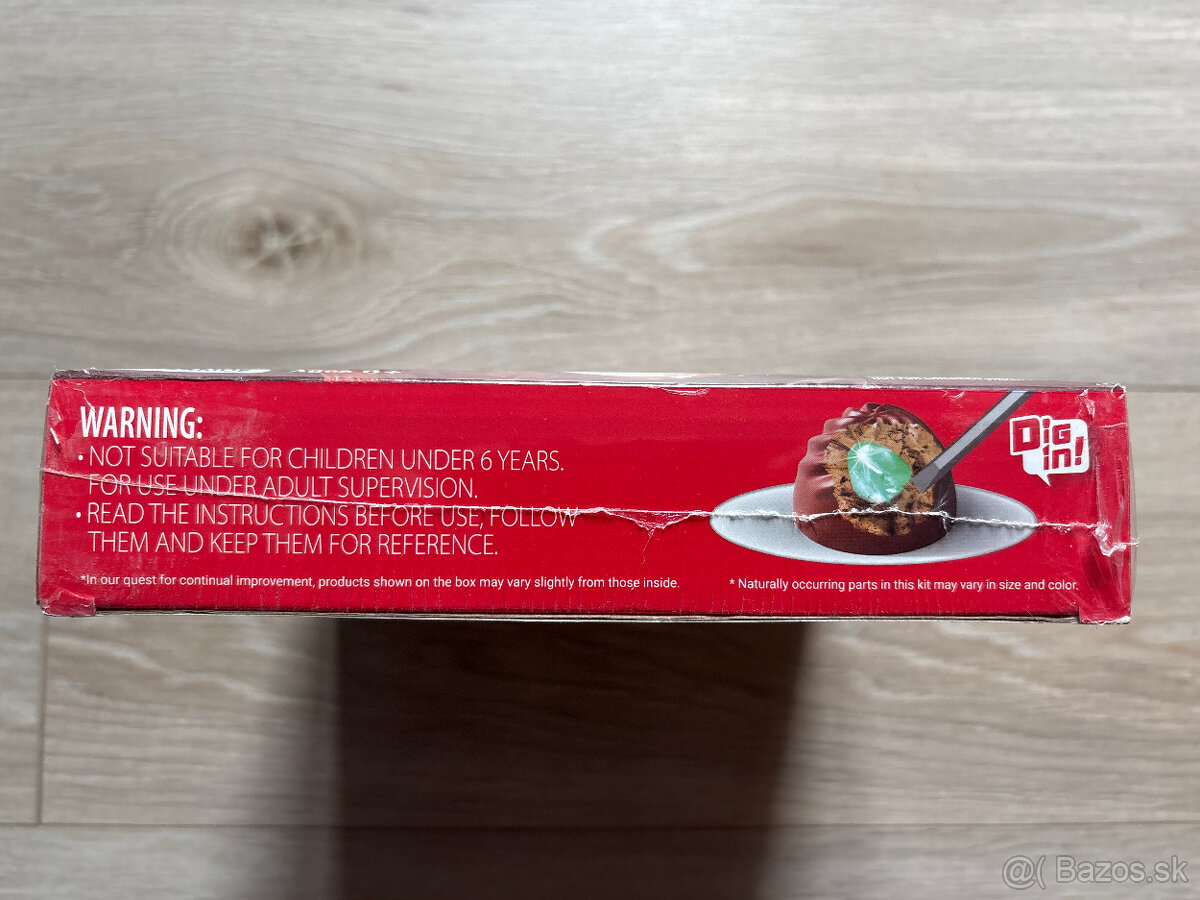 WARNING:
• NOT SUITABLE FOR CHILDREN UNDER 6 YEARS.
FOR USE UNDER ADULT SUPERVISION.
• READ THE INSTRUCTIONS BEFORE USE, FOLLOW
THEM AND KEEP THEM FOR REFERENCE.
*In our quest for continual improvement, products shown on the box may vary slightly from those inside.
* Naturally occurring parts in this kit may vary in size and color.
Dig
in!
@( Bazos.sk